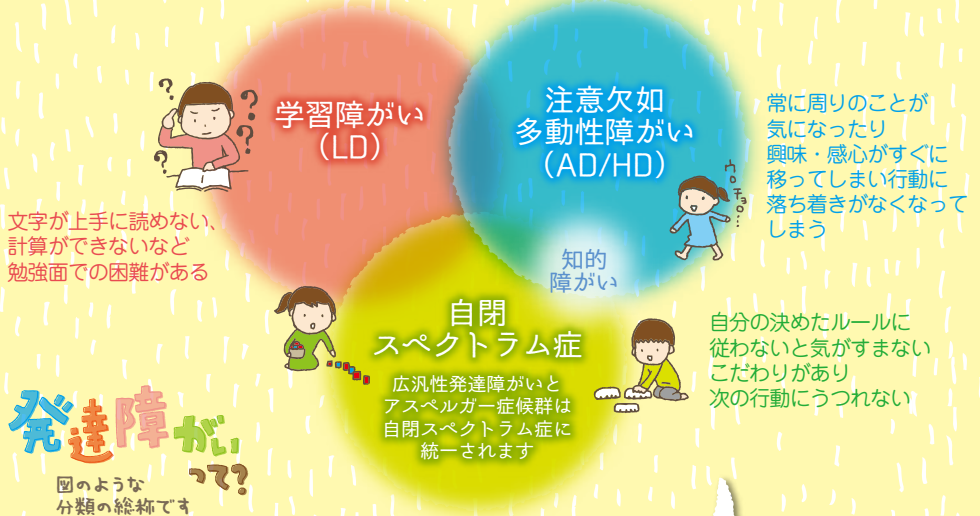 学習障がい
（LD）
注意欠如
多動性障がい
（AD/HD）
常に周りのことが
気になったり
興味・感心がすぐに
移ってしまい行動に
落ち着きがなくなって
しまう
ウロチョロ…
文字が上手に読めない、
計算ができないなど
勉強面での困難がある
知的
障がい
自閉
スペクトラム症
広汎性発達障がいと
アスペルガー症候群は
自閉スペクトラム症に
統一されます
自分の決めたルールに
従わないと気がすまない
こだわりがあり
次の行動にうつれない
発達障がい
って?
図のような
分類の総称です
? ? ? ? ?